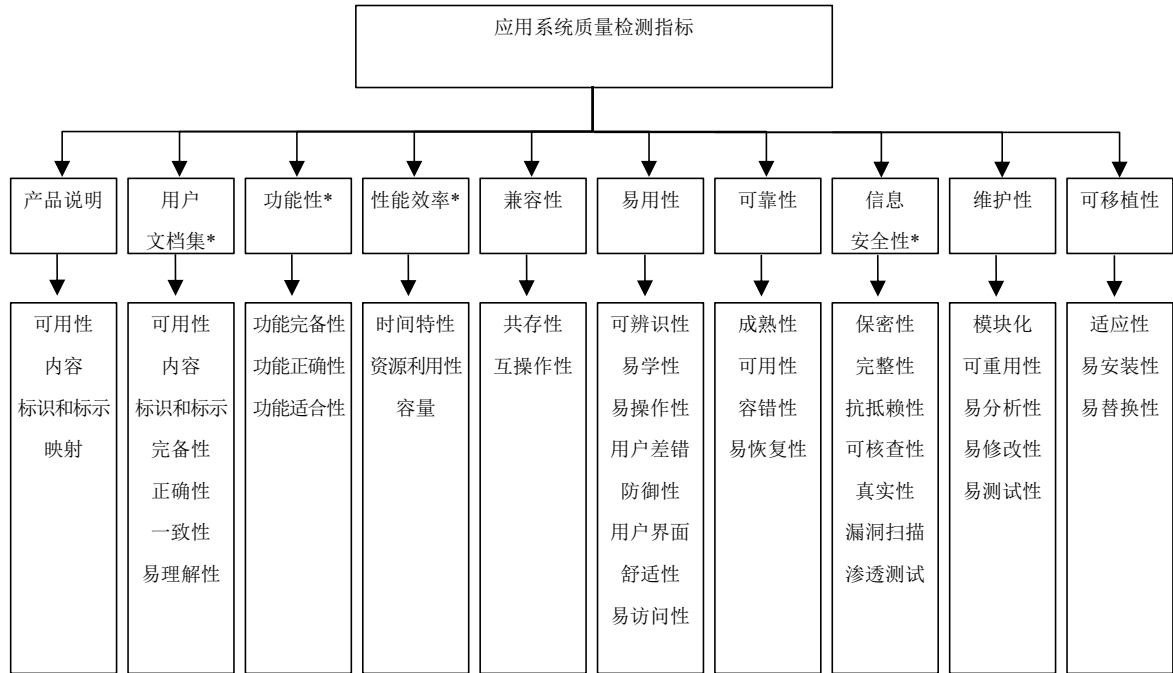 应用系统质量检测指标
产品说明
用户
文档集*
功能性*
性能效率*
兼容性
易用性
可靠性
信息
安全性*
维护性
可移植性
可用性
内容
标识和标示
映射
可用性
内容
标识和标示
完备性
正确性
一致性
易理解性
功能完备性
功能正确性
功能适合性
时间特性
资源利用性
容量
共存性
互操作性
可辨识性
易学性
易操作性
用户差错
防御性
用户界面
舒适性
易访问性
成熟性
可用性
容错性
易恢复性
保密性
完整性
抗抵赖性
可核查性
真实性
漏洞扫描
渗透测试
模块化
可重用性
易分析性
易修改性
易测试性
适应性
易安装性
易替换性